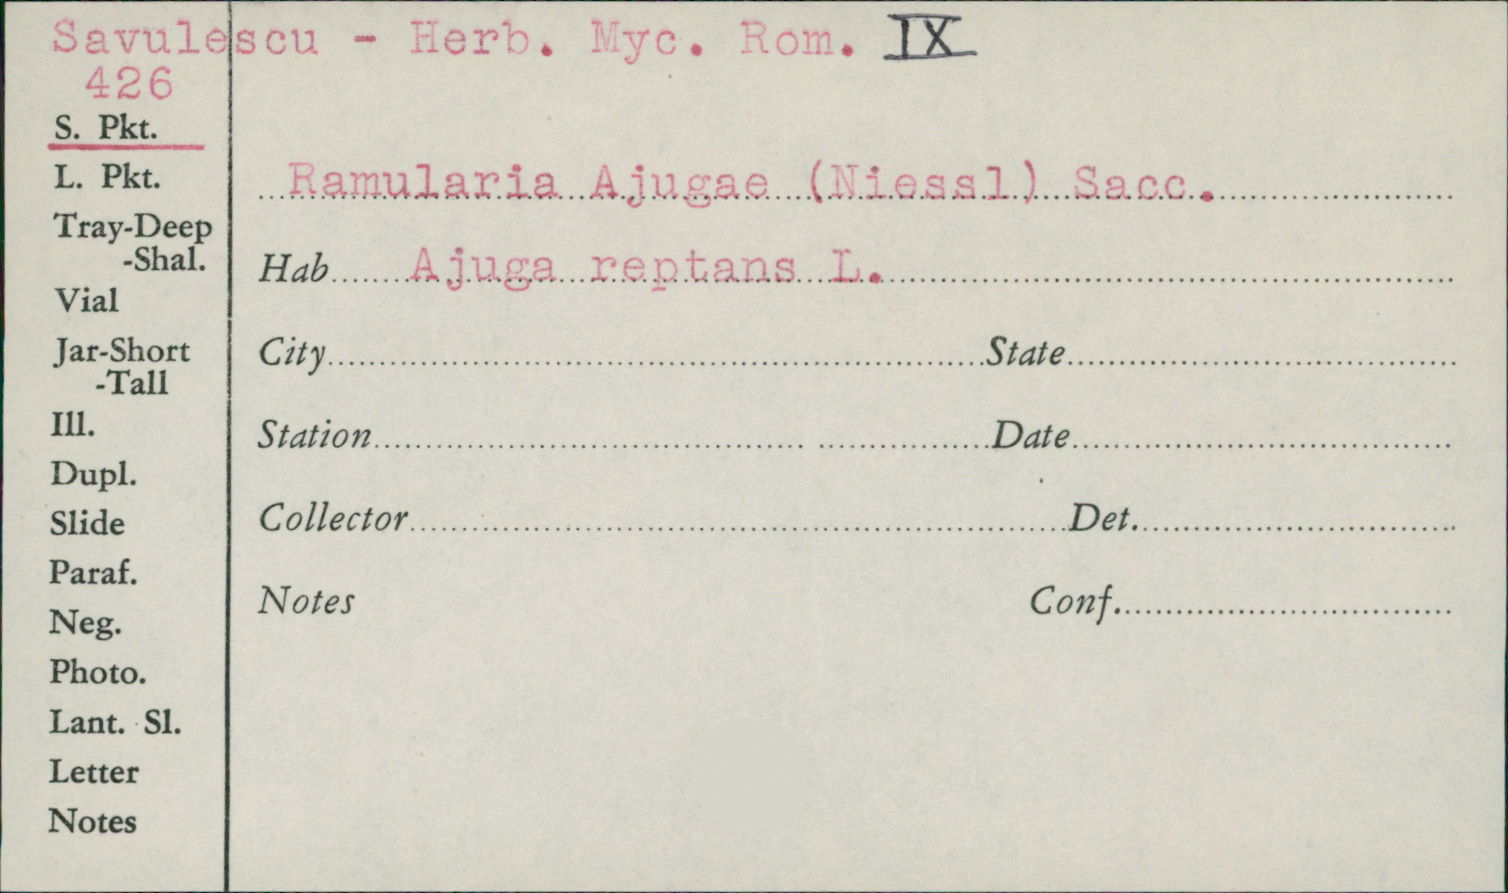 Savulescu - Herb. Myc. Rom. IX
426
S. Pkt.
L. Pkt.
Tray-Deep
-Shal.
Vial
Jar-Short
-Tall
Ill.
Dupl.
Slide
Paraf.
Neg.
Photo.
Lant. Sl.
Letter
Notes
Ramularia Ajugae (Niessl) Sacc.
Hab Ajuga reptans L.
City State
Station Date
Collector Det.
Notes Conf.